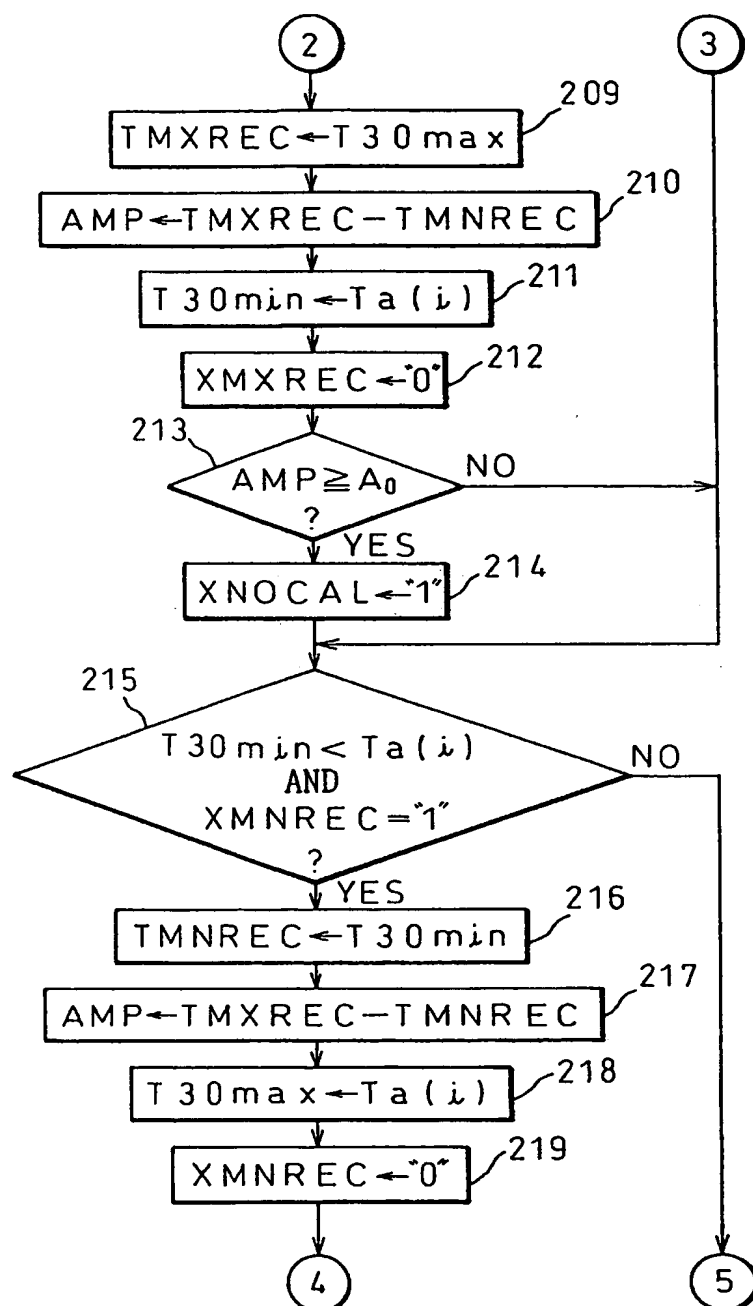 2
3
209
TMXREC←T30max
210
AMP←TMXREC−TMNREC
211
T30min←Ta(i)
212
XMXREC←"0"
213
AMP≧A₀
NO
?
YES
214
XNOCAL←"1"
215
T30min<Ta(i)
NO
AND
XMNREC="1"
?
YES
216
TMNREC←T30min
217
AMP←TMXREC−TMNREC
218
T30max←Ta(i)
219
XMNREC←"0"
4
5